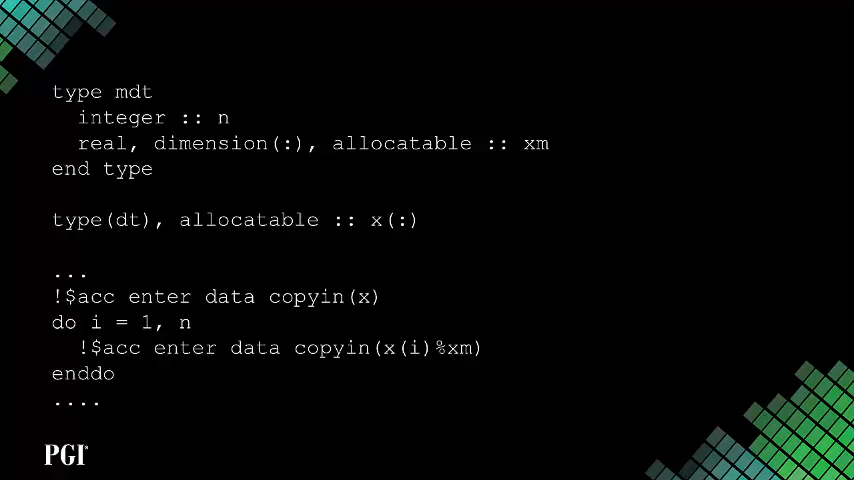 type mdt
  integer :: n
  real, dimension(:), allocatable :: xm
end type
type(dt), allocatable :: x(:)
...
!$acc enter data copyin(x)
do i = 1, n
  !$acc enter data copyin(x(i)%xm)
enddo
....
PGI®